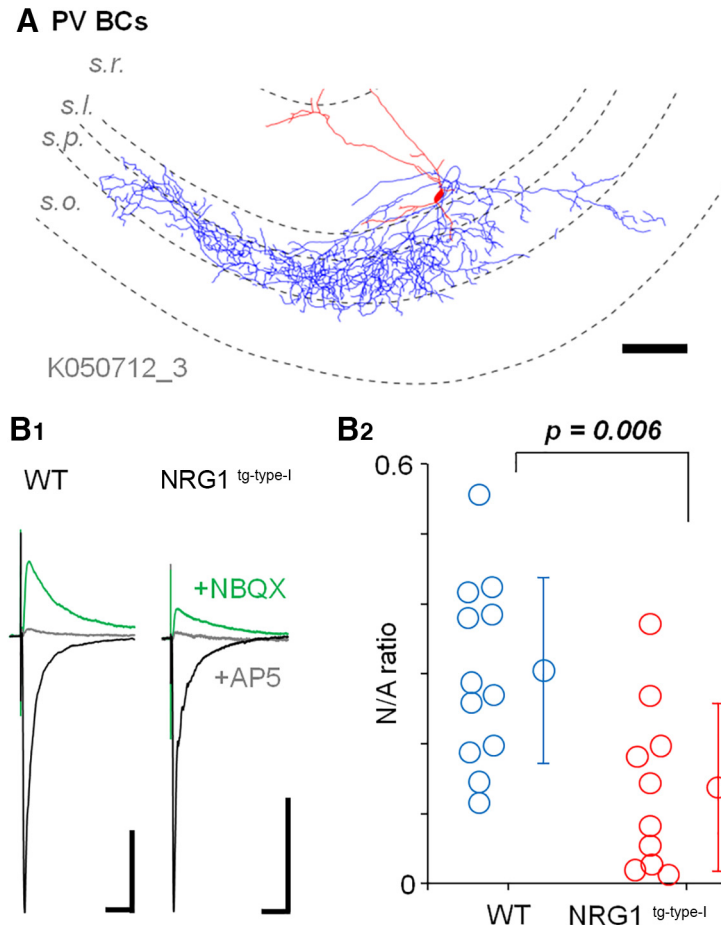 A PV BCs
s.r.
s.l.
s.p.
s.o.
K050712_3
B1
WT
NRG1 tg-type-I
+NBQX
+AP5
B2
p = 0.006
0.6
N/A ratio
0
WT
NRG1 tg-type-I